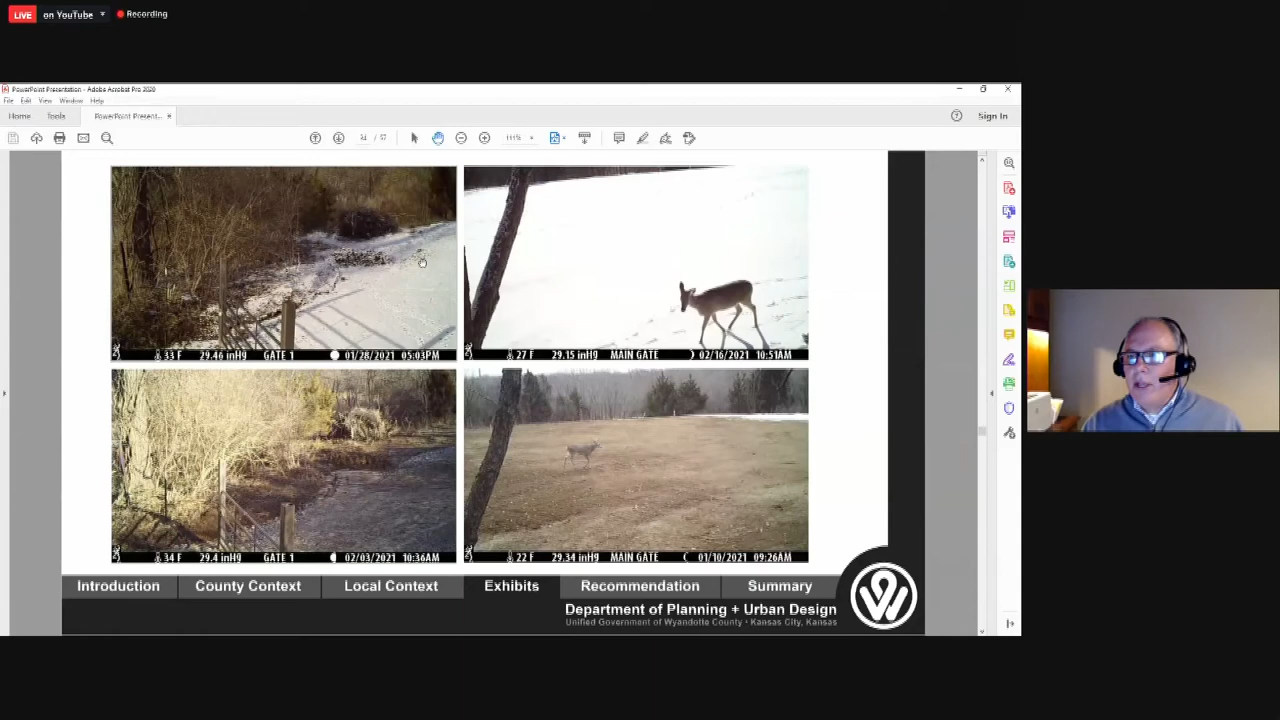 LIVE on YouTube Recording
PowerPoint Presentation - Adobe Acrobat Pro 2020
File Edit View Window Help
Home Tools PowerPoint Present... Sign In
31 / 57 111%
33 F 29.46 inHg GATE 1 01/28/2021 05:03PM
27 F 29.15 inHg MAIN GATE 02/16/2021 10:51AM
34 F 29.4 inHg GATE 1 02/03/2021 10:36AM
22 F 29.34 inHg MAIN GATE 01/10/2021 09:26AM
Introduction County Context Local Context Exhibits Recommendation Summary
Department of Planning + Urban Design
Unified Government of Wyandotte County • Kansas City, Kansas